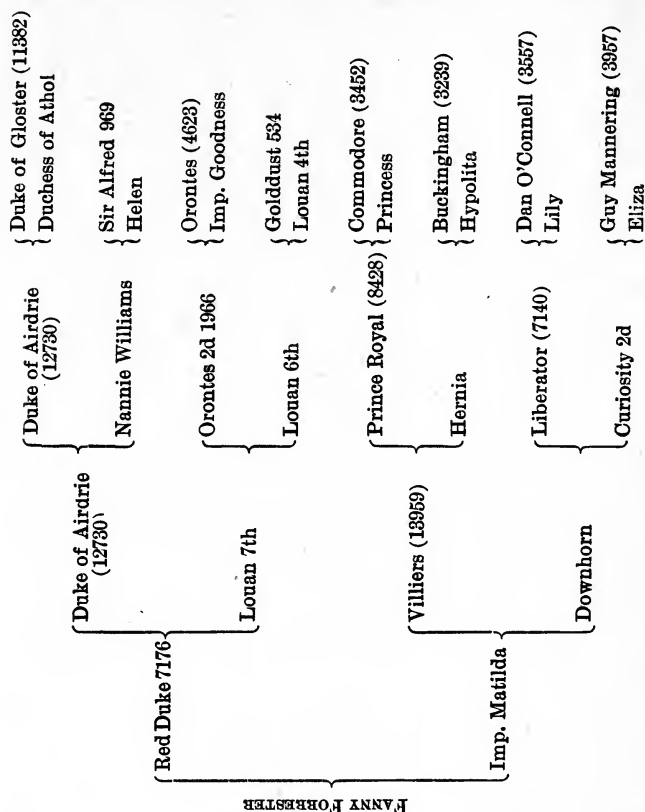 FANNY FORRESTER
Red Duke 7176
Imp. Matilda
Duke of Airdrie
(12730)
Louan 7th
Villiers (13959)
Downhorn
Duke of Airdrie
(12730)
Nannie Williams
Orontes 2d 1966
Louan 6th
Prince Royal (8428)
Hernia
Liberator (7140)
Curiosity 2d
Duke of Gloster (11382)
Duchess of Athol
Sir Alfred 969
Helen
Orontes (4623)
Imp. Goodness
Golddust 534
Louan 4th
Commodore (3452)
Princess
Buckingham (3239)
Hypolita
Dan O'Connell (3557)
Lily
Guy Mannering (3957)
Eliza